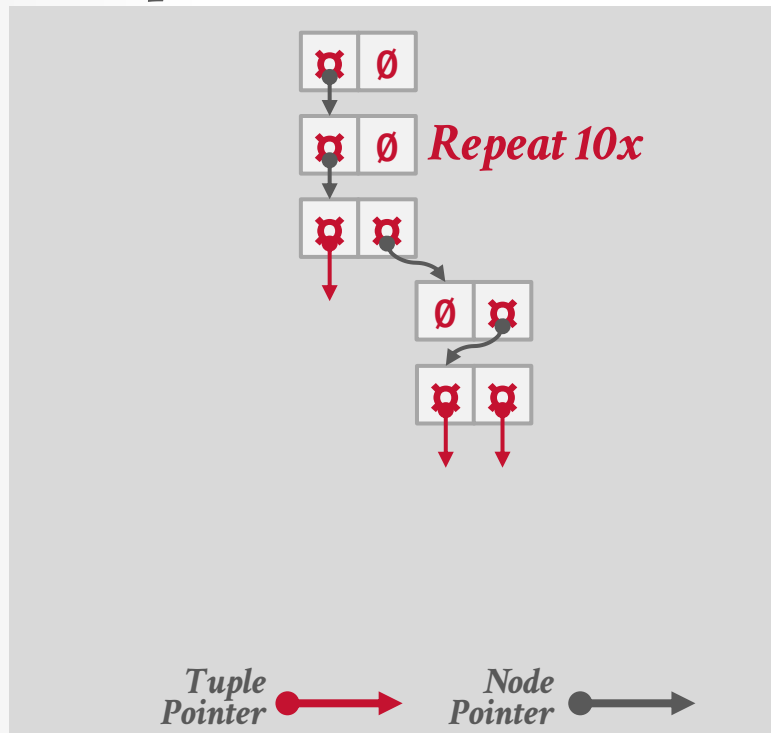 ¤ Ø
¤ Ø Repeat 10x
¤ ¤
Ø ¤
¤ ¤
Tuple
Pointer
Node
Pointer